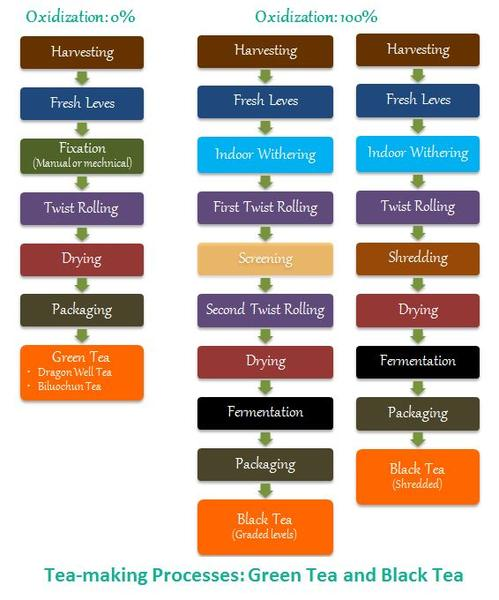 Oxidization: 0%
Harvesting
Fresh Leves
Fixation
(Manual or mechnical)
Twist Rolling
Drying
Packaging
Green Tea
· Dragon Well Tea
· Biluochun Tea
Oxidization: 100%
Harvesting
Fresh Leves
Indoor Withering
First Twist Rolling
Screening
Second Twist Rolling
Drying
Fermentation
Packaging
Black Tea
(Graded levels)
Harvesting
Fresh Leves
Indoor Withering
Twist Rolling
Shredding
Drying
Fermentation
Packaging
Black Tea
(Shredded)
Tea-making Processes: Green Tea and Black Tea